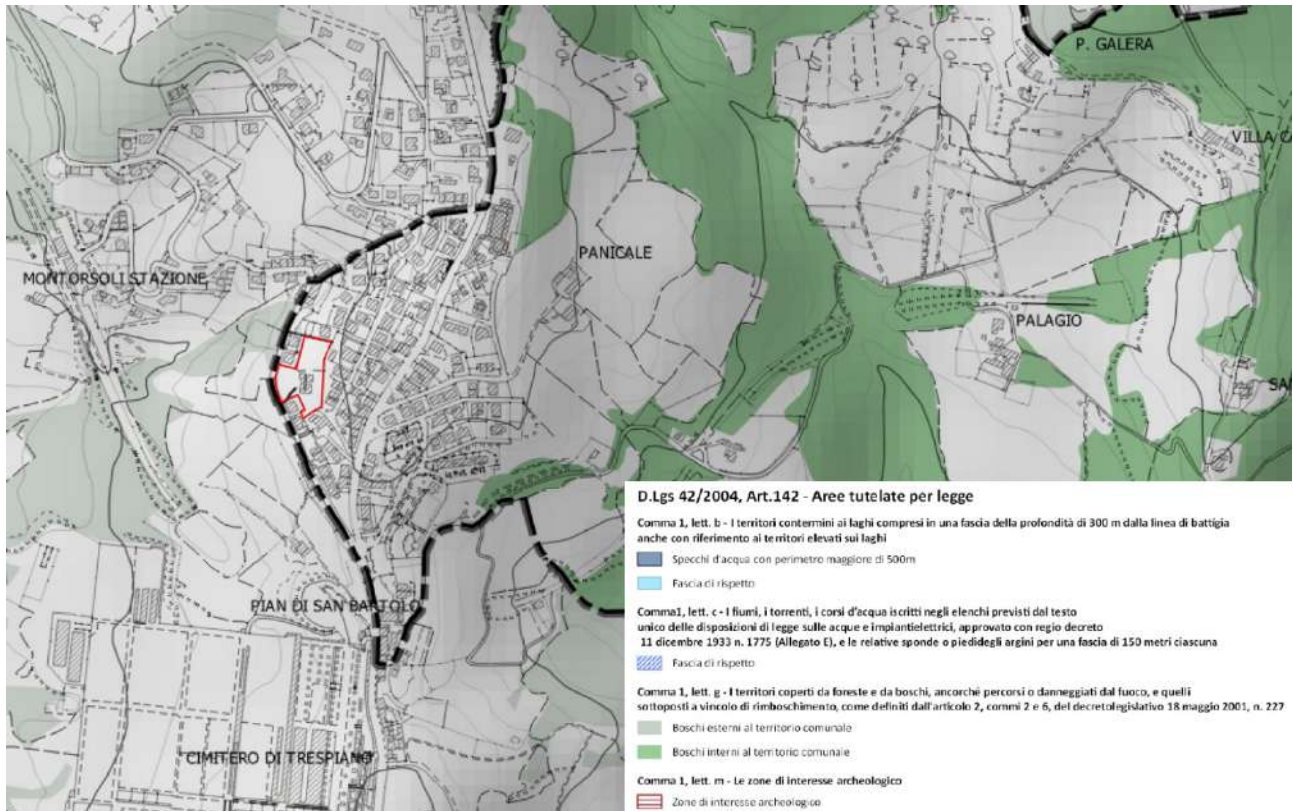 P. GALERA
VILLA CA
PANICALE
MONTORSOLI STAZIONE
PALAGIO
SAN
PIAN DI SAN BARTOLO
CIMITERO DI TRESPIANO
D.Lgs 42/2004, Art.142 - Aree tutelate per legge
Comma 1, lett. b - I territori contermini ai laghi compresi in una fascia della profondità di 300 m dalla linea di battigia
anche con riferimento ai territori elevati sui laghi
Specchi d'acqua con perimetro maggiore di 500m
Fascia di rispetto
Comma1, lett. c - I fiumi, i torrenti, i corsi d'acqua iscritti negli elenchi previsti dal testo
unico delle disposizioni di legge sulle acque e impiantielettrici, approvato con regio decreto
11 dicembre 1933 n. 1775 (Allegato E), e le relative sponde o piedidegli argini per una fascia di 150 metri ciascuna
Fascia di rispetto
Comma 1, lett. g - I territori coperti da foreste e da boschi, ancorché percorsi o danneggiati dal fuoco, e quelli
sottoposti a vincolo di rimboschimento, come definiti dall'articolo 2, commi 2 e 6, del decretolegislativo 18 maggio 2001, n. 227
Boschi esterni al territorio comunale
Boschi interni al territorio comunale
Comma 1, lett. m - Le zone di interesse archeologico
Zone di interesse archeologico